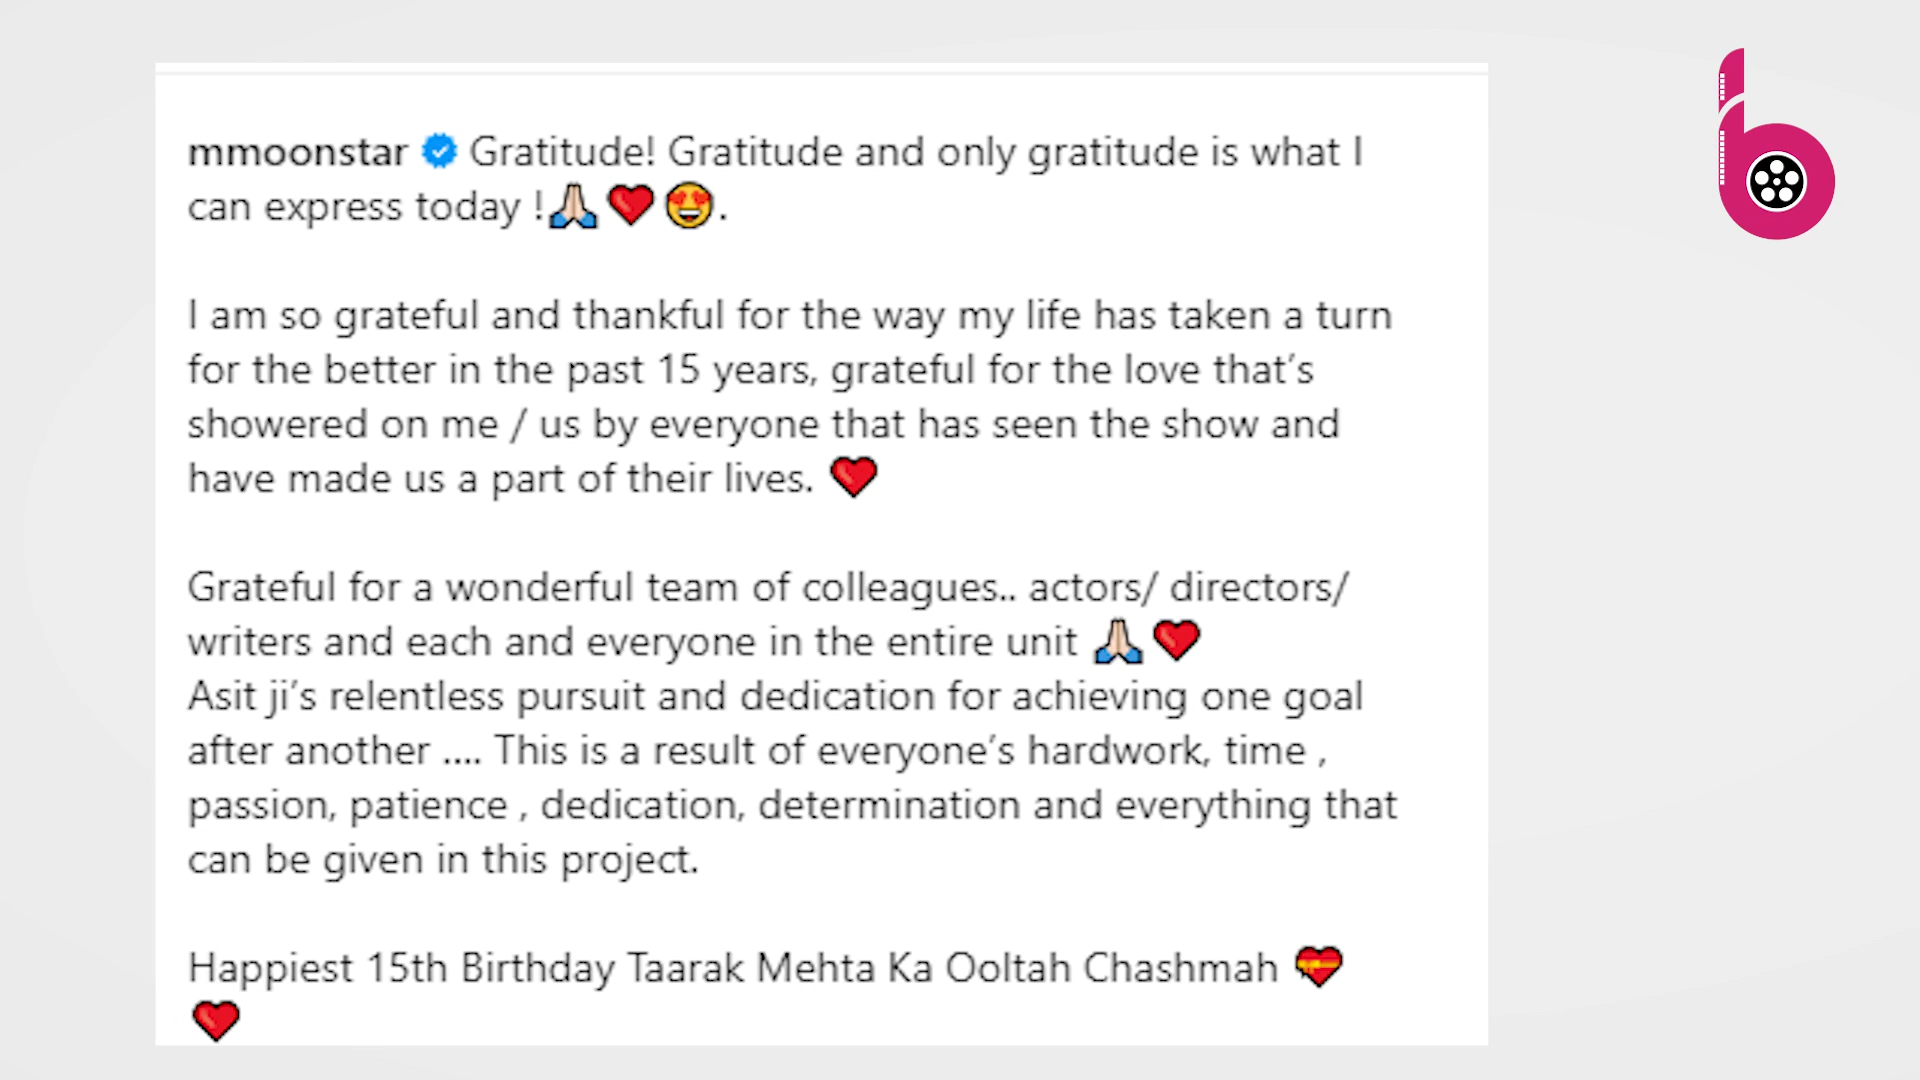 mmoonstar Gratitude! Gratitude and only gratitude is what I
can express today !🙏🏻❤️😍.
I am so grateful and thankful for the way my life has taken a turn
for the better in the past 15 years, grateful for the love that’s
showered on me / us by everyone that has seen the show and
have made us a part of their lives. ❤️
Grateful for a wonderful team of colleagues.. actors/ directors/
writers and each and everyone in the entire unit 🙏🏻❤️
Asit ji’s relentless pursuit and dedication for achieving one goal
after another .... This is a result of everyone’s hardwork, time ,
passion, patience , dedication, determination and everything that
can be given in this project.
Happiest 15th Birthday Taarak Mehta Ka Ooltah Chashmah 💝
❤️